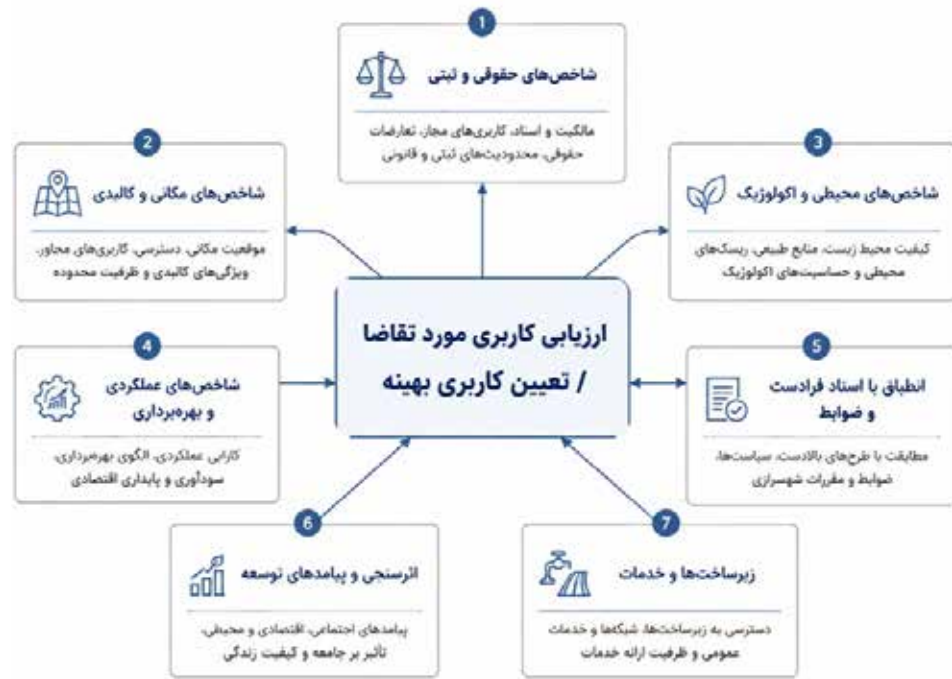 1
شاخص‌های حقوقی و ثبتی
مالکیت و اسناد، کاربری‌های مجاز، تعارضات
حقوقی، محدودیت‌های ثبتی و قانونی
2
شاخص‌های مکانی و کالبدی
موقعیت مکانی، دسترسی، کاربری‌های مجاور،
ویژگی‌های کالبدی و ظرفیت محدوده
3
شاخص‌های محیطی و اکولوژیک
کیفیت محیط زیست، منابع طبیعی، ریسک‌های
محیطی و حساسیت‌های اکولوژیک
ارزیابی کاربری مورد تقاضا
/ تعیین کاربری بهینه
4
شاخص‌های عملکردی
و بهره‌برداری
کارایی عملکردی، الگوی بهره‌برداری،
سودآوری و پایداری اقتصادی
5
انطباق با اسناد فرادست
و ضوابط
مطابقت با طرح‌های بالادست، سیاست‌ها،
ضوابط و مقررات شهرسازی
6
اثرسنجی و پیامدهای توسعه
پیامدهای اجتماعی، اقتصادی و محیطی،
تأثیر بر جامعه و کیفیت زندگی
7
زیرساخت‌ها و خدمات
دسترسی به زیرساخت‌ها، شبکه‌ها و خدمات
عمومی و ظرفیت ارائه خدمات